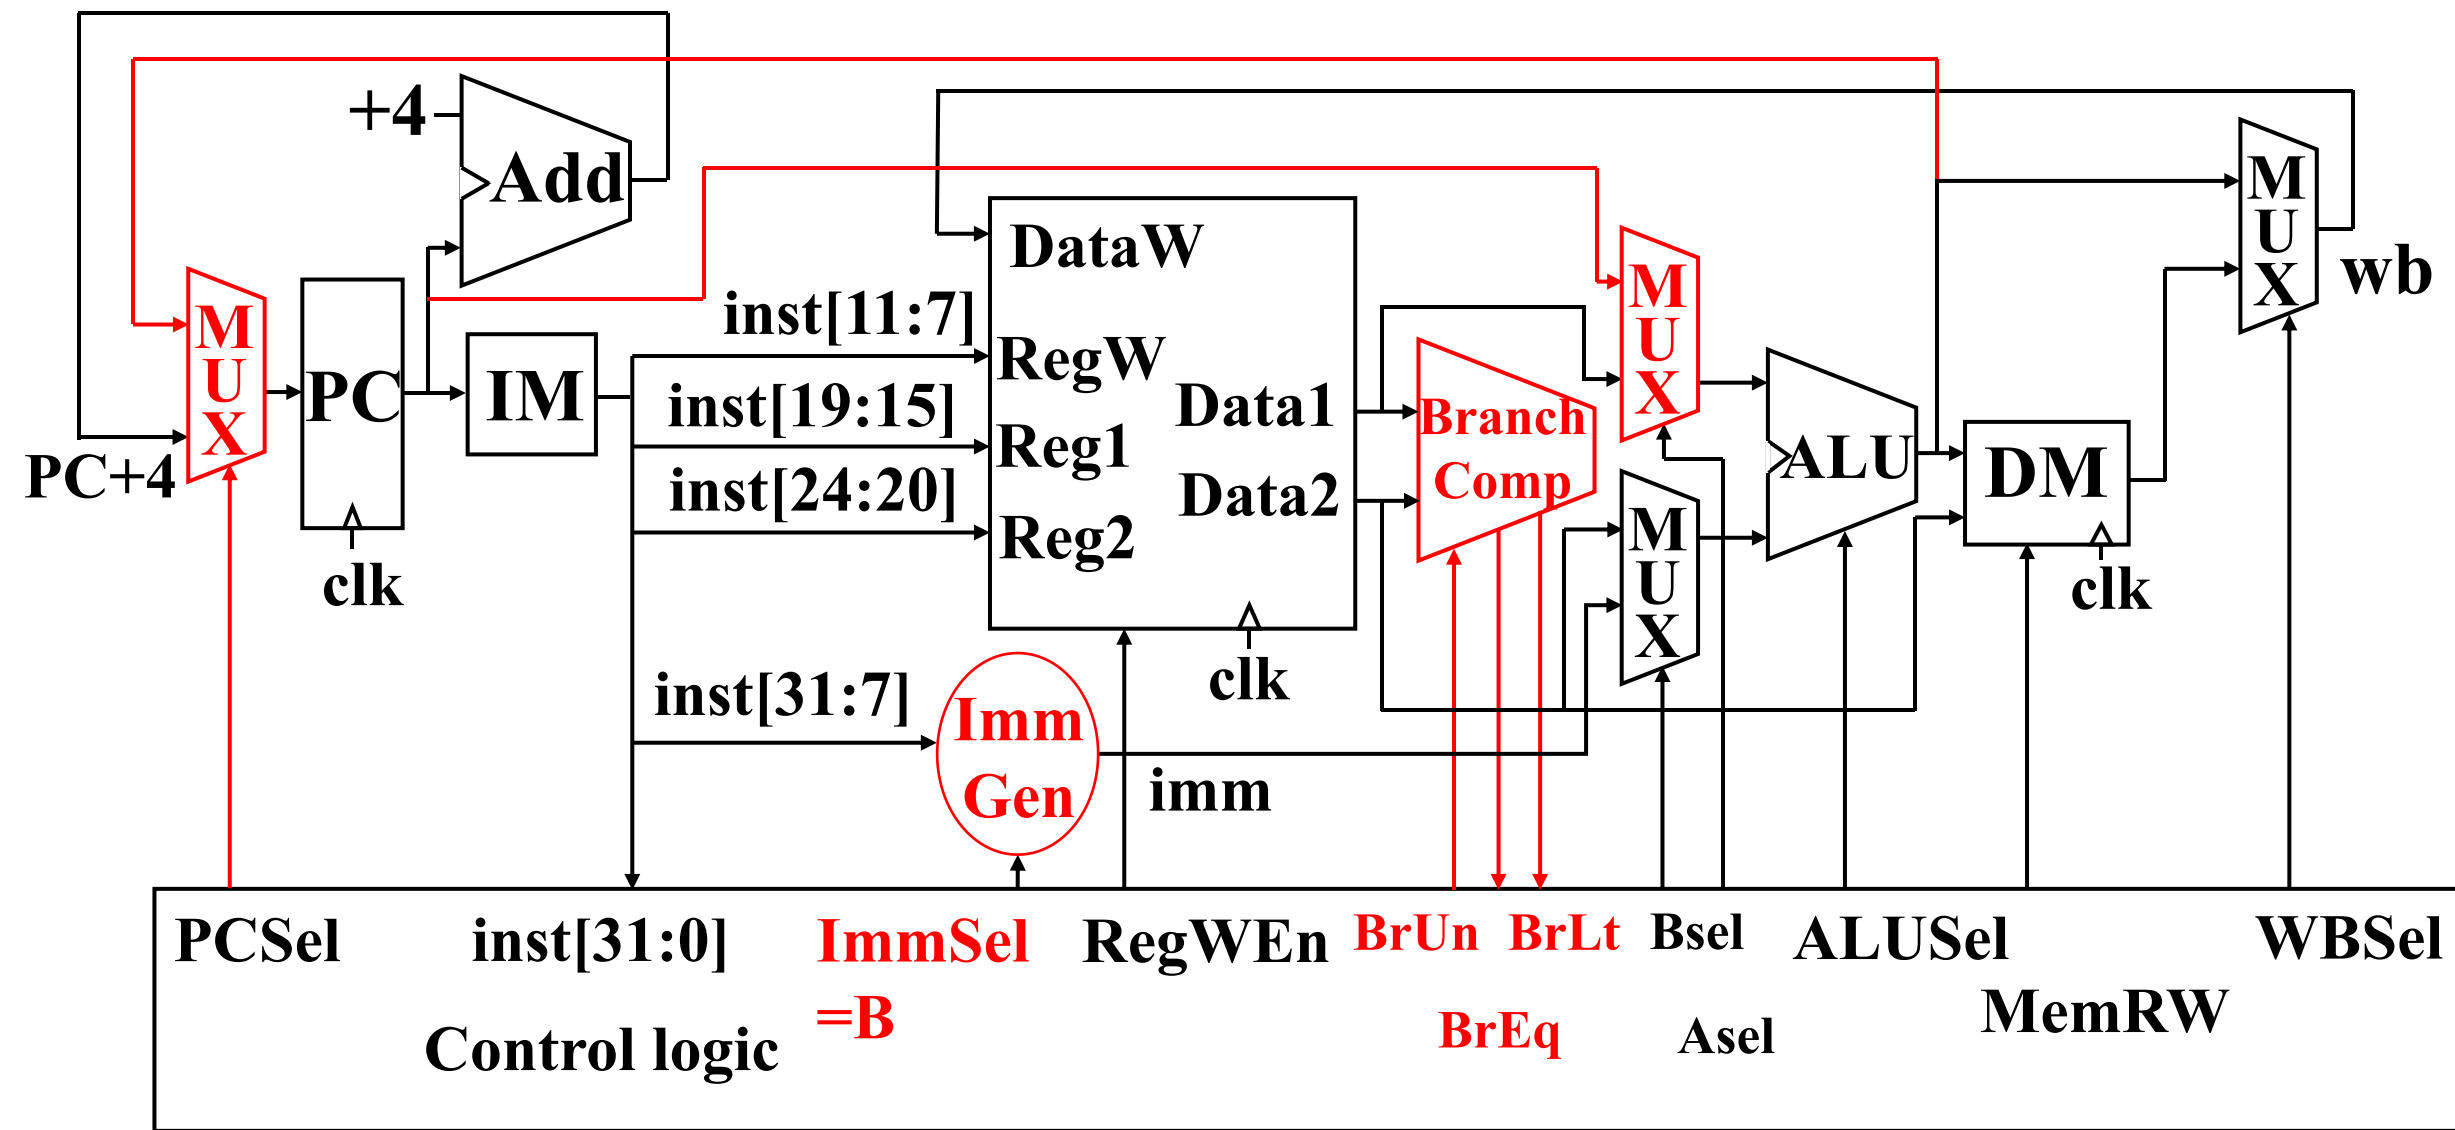 +4
Add
M
U
X
PC+4
PC
clk
IM
inst[11:7]
inst[19:15]
inst[24:20]
inst[31:7]
DataW
RegW
Reg1
Reg2
Data1
Data2
clk
Imm
Gen
imm
Branch
Comp
M
U
X
M
U
X
ALU
DM
clk
M
U
X
wb
PCSel
inst[31:0]
ImmSel
=B
RegWEn
BrUn
BrLt
BrEq
Bsel
Asel
ALUSel
MemRW
WBSel
Control logic